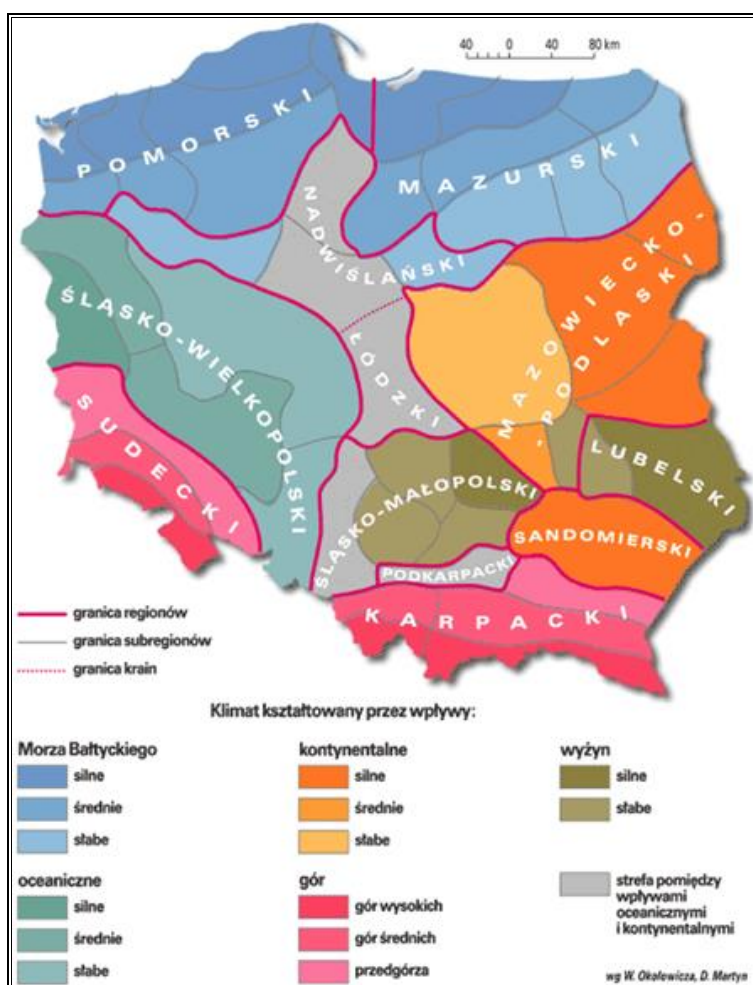 40 0 80 km
POMORSKI
MAZURSKI
NADWIŚLAŃSKI
MAZOWIECKO-
-PODLASKI
ŚLĄSKO-WIELKOPOLSKI
ŁÓDZKI
SUDECKI
LUBELSKI
ŚLĄSKO-MAŁOPOLSKI
SANDOMIERSKI
PODKARPACKI
KARPACKI
granica regionów
granica subregionów
granica krain
Klimat kształtowany przez wpływy:
Morza Bałtyckiego
silne
średnie
słabe
kontynentalne
silne
średnie
słabe
wyżyn
silne
słabe
oceaniczne
silne
średnie
słabe
gór
gór wysokich
gór średnich
przedgórza
strefa pomiędzy
wpływami
oceanicznymi
i kontynentalnymi
wg W. Okołowicza, D. Martyn